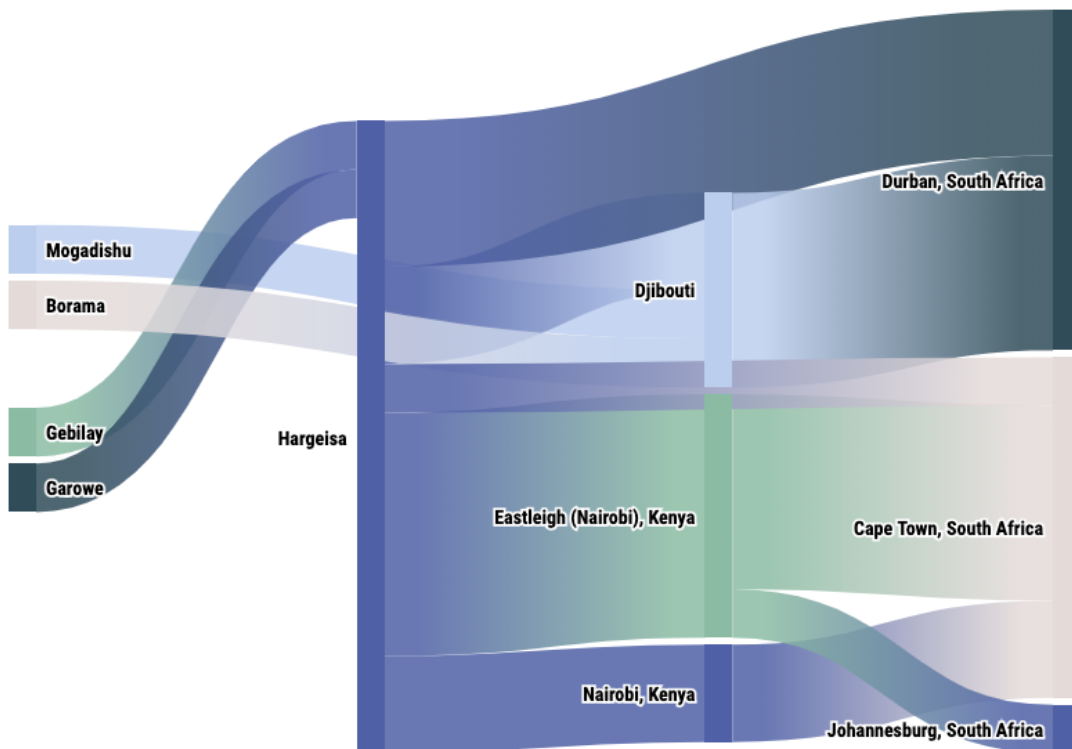 Durban, South Africa
Mogadishu
Djibouti
Borama
Gebilay
Hargeisa
Garowe
Eastleigh (Nairobi), Kenya
Cape Town, South Africa
Nairobi, Kenya
Johannesburg, South Africa